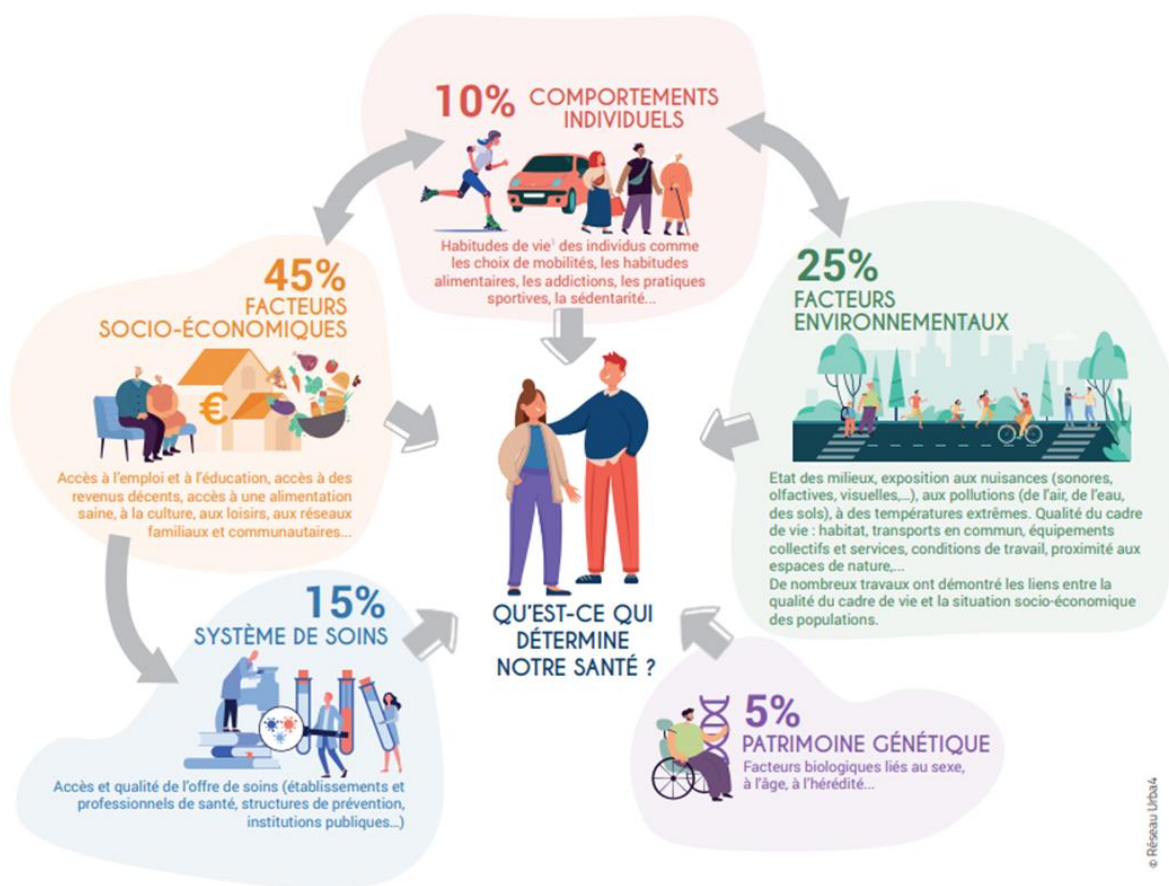 10% COMPORTEMENTS
INDIVIDUELS
Habitudes de vie¹ des individus comme
les choix de mobilités, les habitudes
alimentaires, les addictions, les pratiques
sportives, la sédentarité...
45%
FACTEURS
SOCIO-ÉCONOMIQUES
€
Accès à l'emploi et à l'éducation, accès à des
revenus décents, accès à une alimentation
saine, à la culture, aux loisirs, aux réseaux
familiaux et communautaires...
25%
FACTEURS
ENVIRONNEMENTAUX
Etat des milieux, exposition aux nuisances (sonores,
olfactives, visuelles,...), aux pollutions (de l'air, de l'eau,
des sols), à des températures extrêmes. Qualité du cadre
de vie : habitat, transports en commun, équipements
collectifs et services, conditions de travail, proximité aux
espaces de nature,...
De nombreux travaux ont démontré les liens entre la
qualité du cadre de vie et la situation socio-économique
des populations.
QU'EST-CE QUI
DÉTERMINE
NOTRE SANTÉ ?
15%
SYSTÈME DE SOINS
Accès et qualité de l'offre de soins (établissements et
professionnels de santé, structures de prévention,
institutions publiques...)
5%
PATRIMOINE GÉNÉTIQUE
Facteurs biologiques liés au sexe,
à l'âge, à l'hérédité...
© Réseau Urba4